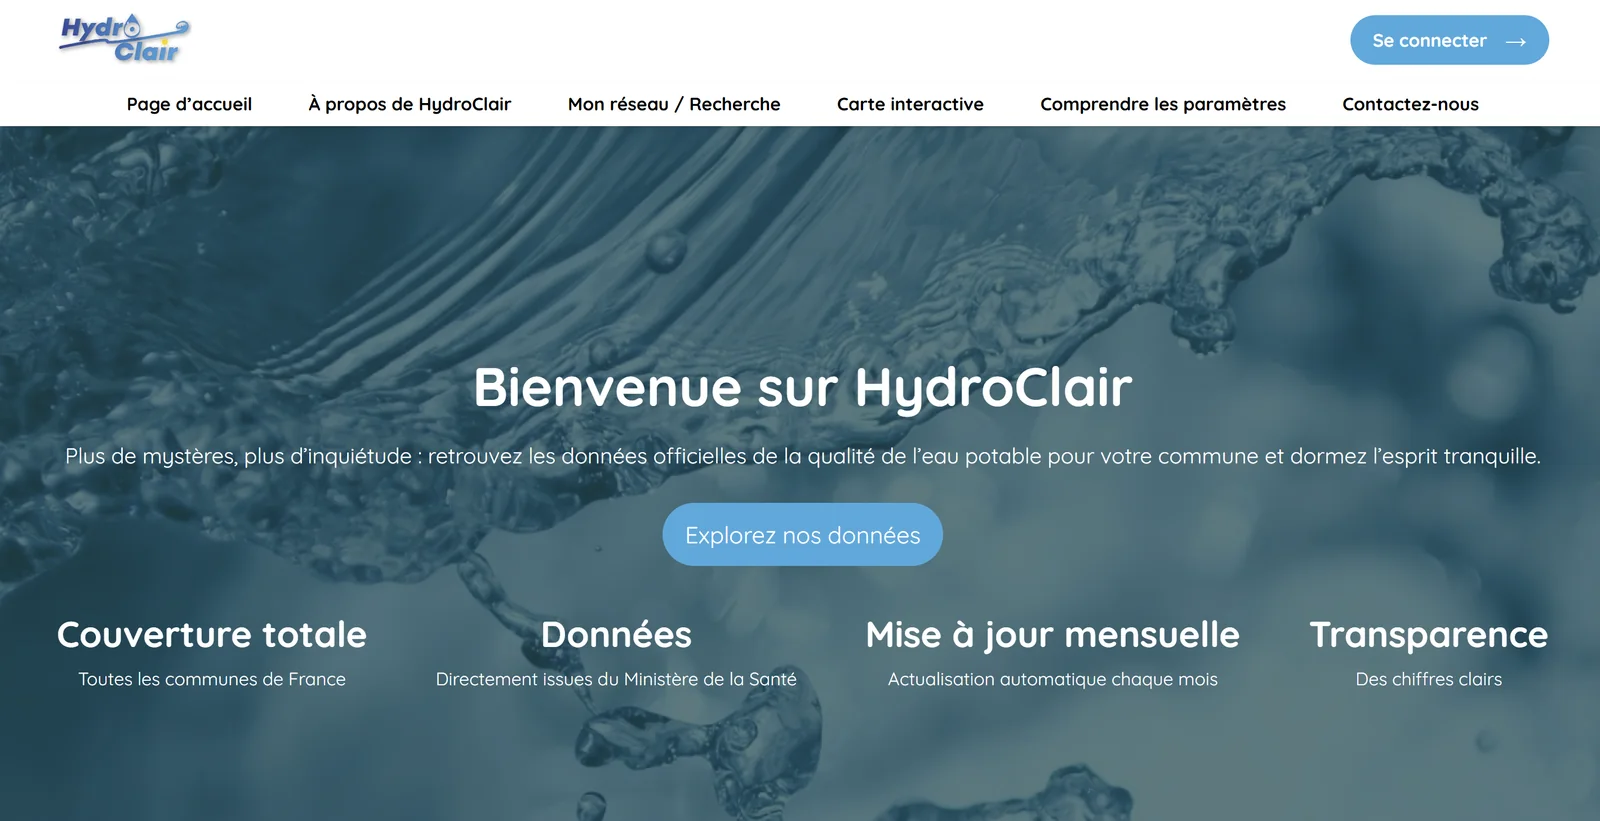 Hydro
Clair
Se connecter →
Page d’accueil
À propos de HydroClair
Mon réseau / Recherche
Carte interactive
Comprendre les paramètres
Contactez-nous
Bienvenue sur HydroClair
Plus de mystères, plus d’inquiétude : retrouvez les données officielles de la qualité de l’eau potable pour votre commune et dormez l’esprit tranquille.
Explorez nos données
Couverture totale
Toutes les communes de France
Données
Directement issues du Ministère de la Santé
Mise à jour mensuelle
Actualisation automatique chaque mois
Transparence
Des chiffres clairs